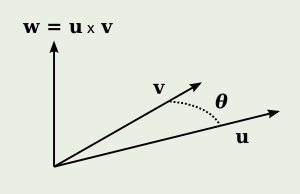 w = u x v
v
θ
u